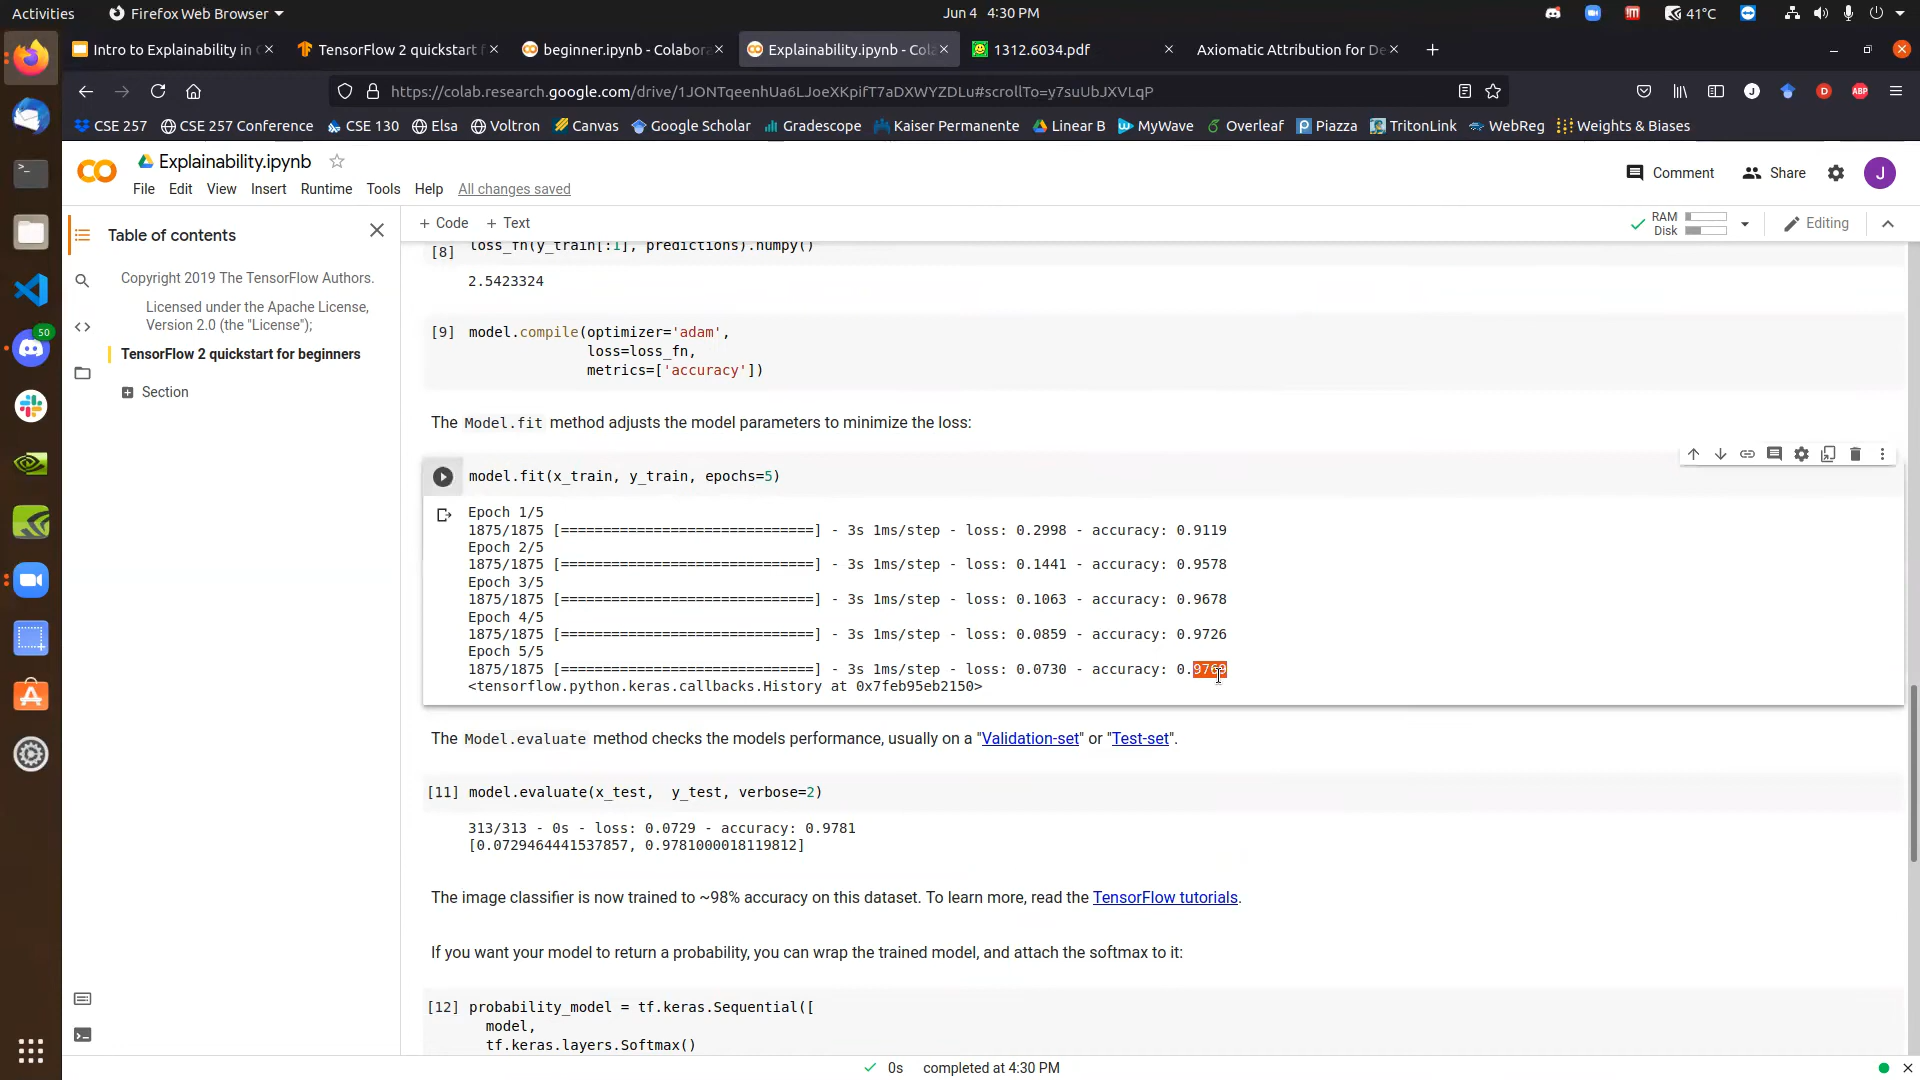 Activities
Firefox Web Browser
Jun 4 4:30 PM
41°C
Intro to Explainability in
TensorFlow 2 quickstart f
beginner.ipynb - Colabora
Explainability.ipynb - Cola
1312.6034.pdf
Axiomatic Attribution for De
https://colab.research.google.com/drive/1JONTqeenhUa6LJoeXKpifT7aDXWYZDLu#scrollTo=y7suUbJXVLqP
CSE 257
CSE 257 Conference
CSE 130
Elsa
Voltron
Canvas
Google Scholar
Gradescope
Kaiser Permanente
Linear B
MyWave
Overleaf
Piazza
TritonLink
WebReg
Weights & Biases
Explainability.ipynb
File Edit View Insert Runtime Tools Help All changes saved
Comment
Share
J
Table of contents
Copyright 2019 The TensorFlow Authors.
Licensed under the Apache License,
Version 2.0 (the "License");
TensorFlow 2 quickstart for beginners
Section
+ Code + Text
RAM
Disk
Editing
[8] loss_fn(y_train[:1], predictions).numpy()
2.5423324
[9] model.compile(optimizer='adam',
loss=loss_fn,
metrics=['accuracy'])
The Model.fit method adjusts the model parameters to minimize the loss:
model.fit(x_train, y_train, epochs=5)
Epoch 1/5
1875/1875 [==============================] - 3s 1ms/step - loss: 0.2998 - accuracy: 0.9119
Epoch 2/5
1875/1875 [==============================] - 3s 1ms/step - loss: 0.1441 - accuracy: 0.9578
Epoch 3/5
1875/1875 [==============================] - 3s 1ms/step - loss: 0.1063 - accuracy: 0.9678
Epoch 4/5
1875/1875 [==============================] - 3s 1ms/step - loss: 0.0859 - accuracy: 0.9726
Epoch 5/5
1875/1875 [==============================] - 3s 1ms/step - loss: 0.0730 - accuracy:
<tensorflow.python.keras.callbacks.History at 0x7feb95eb2150>
The Model.evaluate method checks the models performance, usually on a "Validation-set" or "Test-set".
[11] model.evaluate(x_test, y_test, verbose=2)
313/313 - 0s - loss: 0.0729 - accuracy: 0.9781
[0.0729464441537857, 0.9781000018119812]
The image classifier is now trained to ~98% accuracy on this dataset. To learn more, read the TensorFlow tutorials.
If you want your model to return a probability, you can wrap the trained model, and attach the softmax to it:
[12] probability_model = tf.keras.Sequential([
model,
tf.keras.layers.Softmax()
0s completed at 4:30 PM
50
ABP